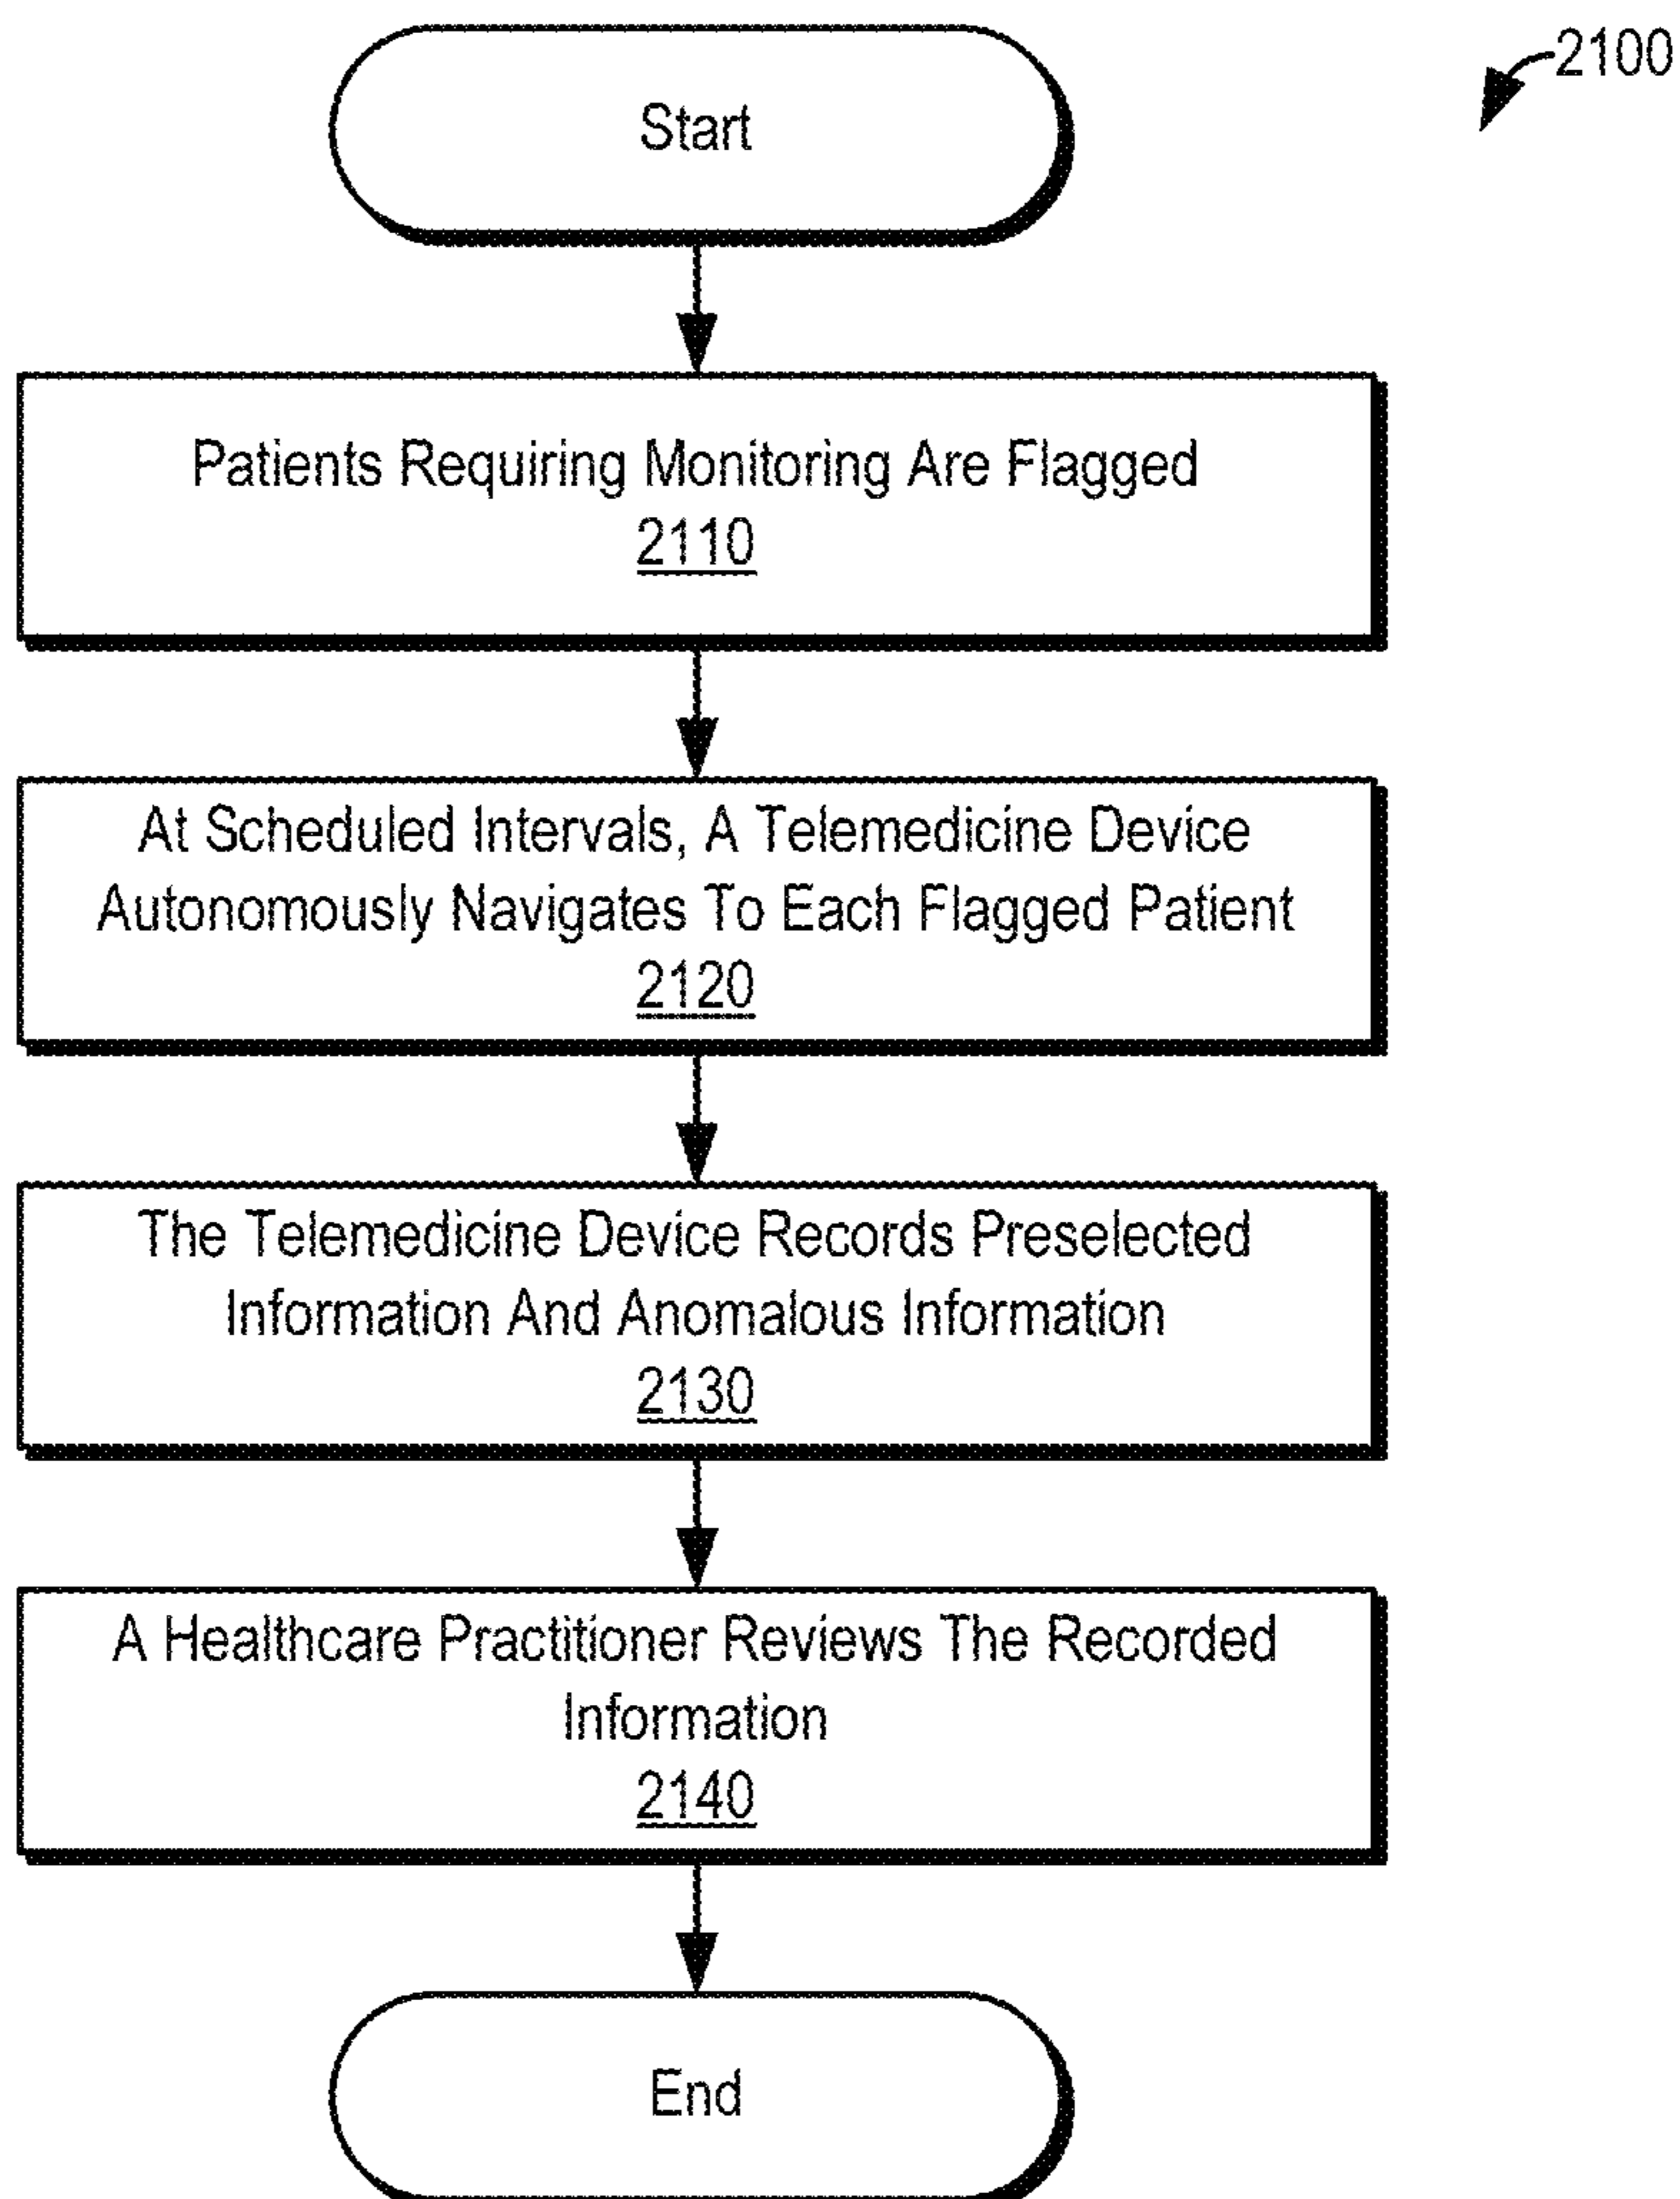 2100
Start
Patients Requiring Monitoring Are Flagged
2110
At Scheduled Intervals, A Telemedicine Device
Autonomously Navigates To Each Flagged Patient
2120
The Telemedicine Device Records Preselected
Information And Anomalous Information
2130
A Healthcare Practitioner Reviews The Recorded
Information
2140
End